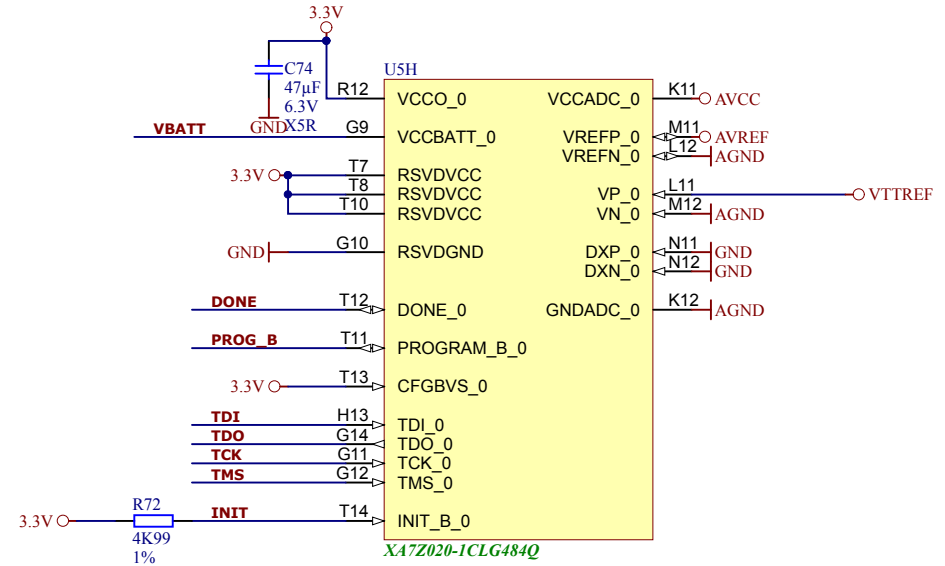 3.3V
C74
47µF
6.3V
X5R
GND
U5H
R12 VCCO_0 VCCADC_0 K11 AVCC
VBATT G9 VCCBATT_0 VREFP_0 M11 AVREF
VREFN_0 L12 AGND
3.3V T7 RSVDVCC
T8 RSVDVCC VP_0 L11 VTTREF
T10 RSVDVCC VN_0 M12 AGND
GND G10 RSVDGND DXP_0 N11 GND
DXN_0 N12 GND
DONE T12 DONE_0 GNDADC_0 K12 AGND
PROG_B T11 PROGRAM_B_0
3.3V T13 CFGBVS_0
TDI H13 TDI_0
TDO G14 TDO_0
TCK G11 TCK_0
TMS G12 TMS_0
3.3V R72 INIT T14 INIT_B_0
4K99
1%
XA7Z020-1CLG484Q